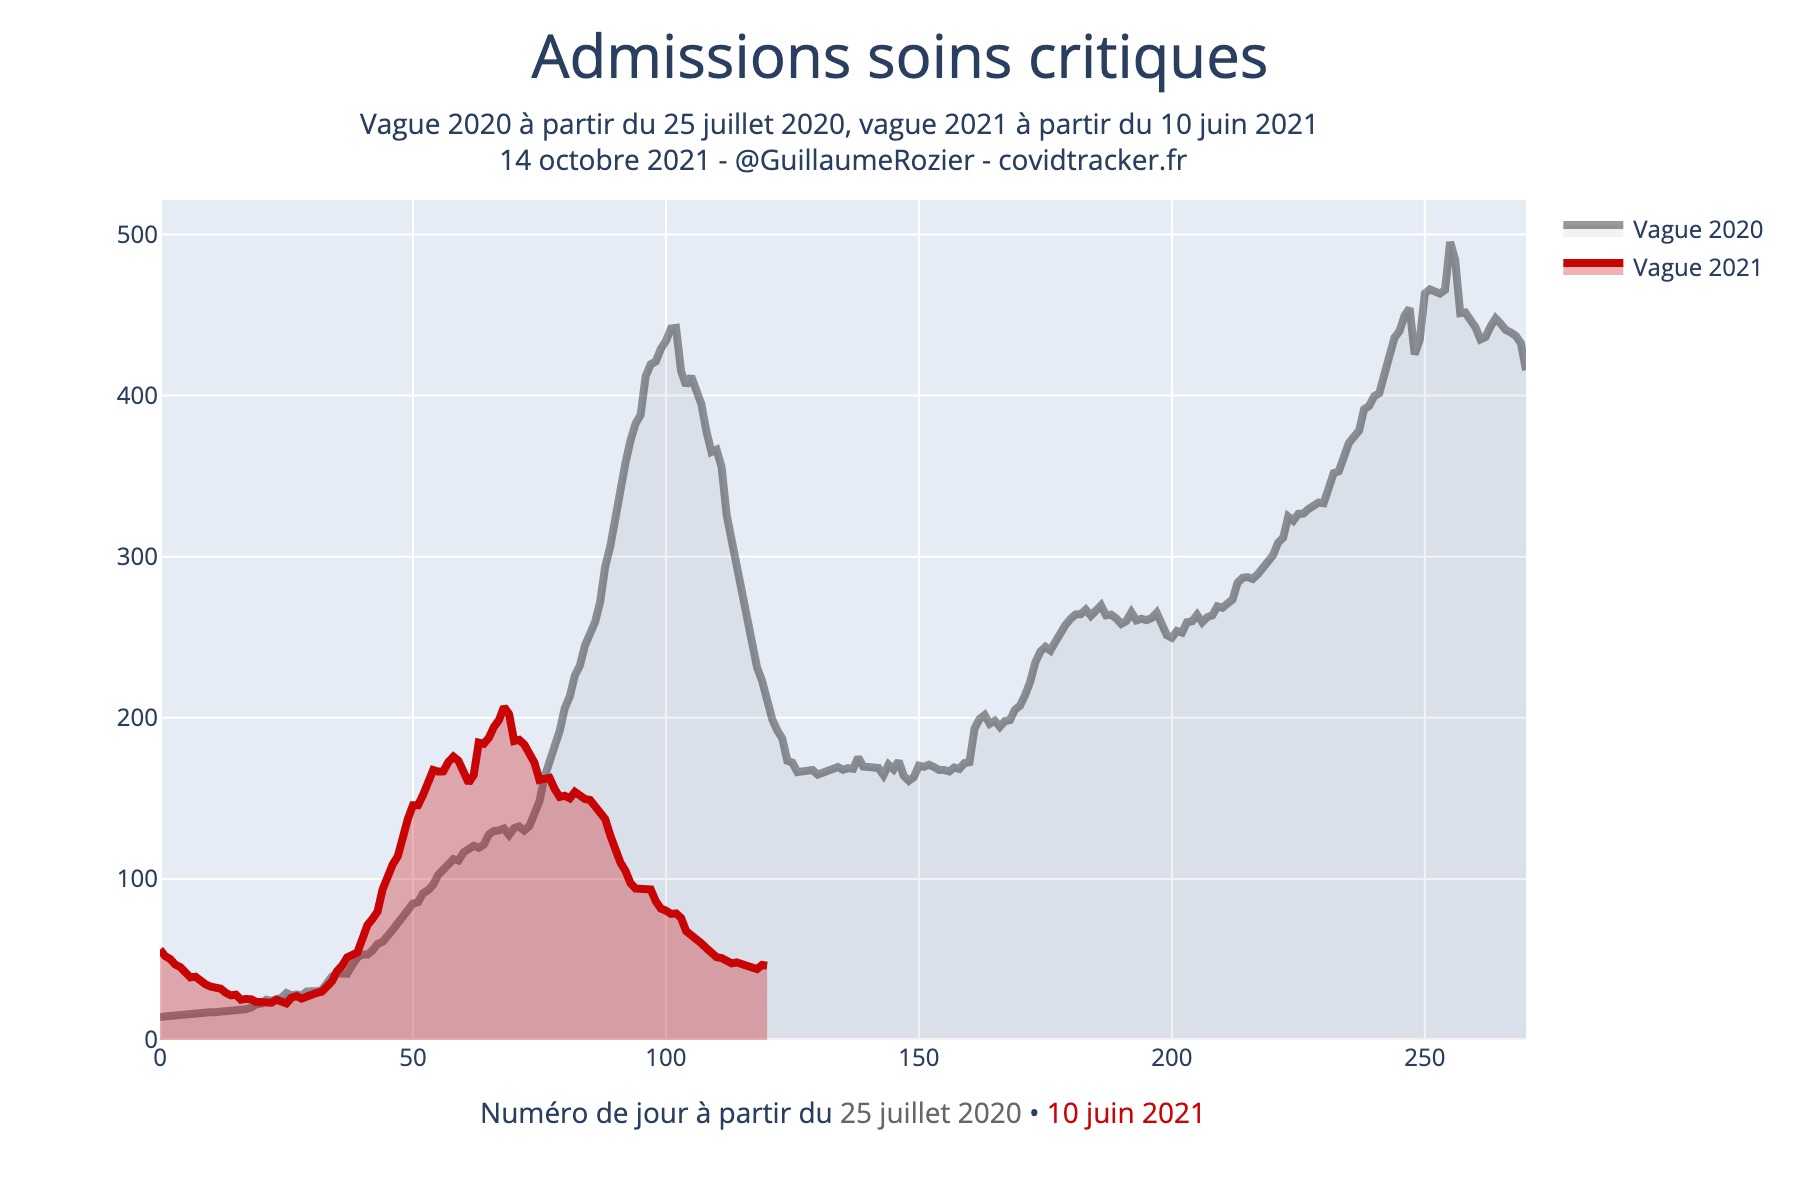 Admissions soins critiques
Vague 2020 à partir du 25 juillet 2020, vague 2021 à partir du 10 juin 2021
14 octobre 2021 - @GuillaumeRozier - covidtracker.fr
Vague 2020
Vague 2021
500
400
300
200
100
0
0 50 100 150 200 250
Numéro de jour à partir du 25 juillet 2020 • 10 juin 2021